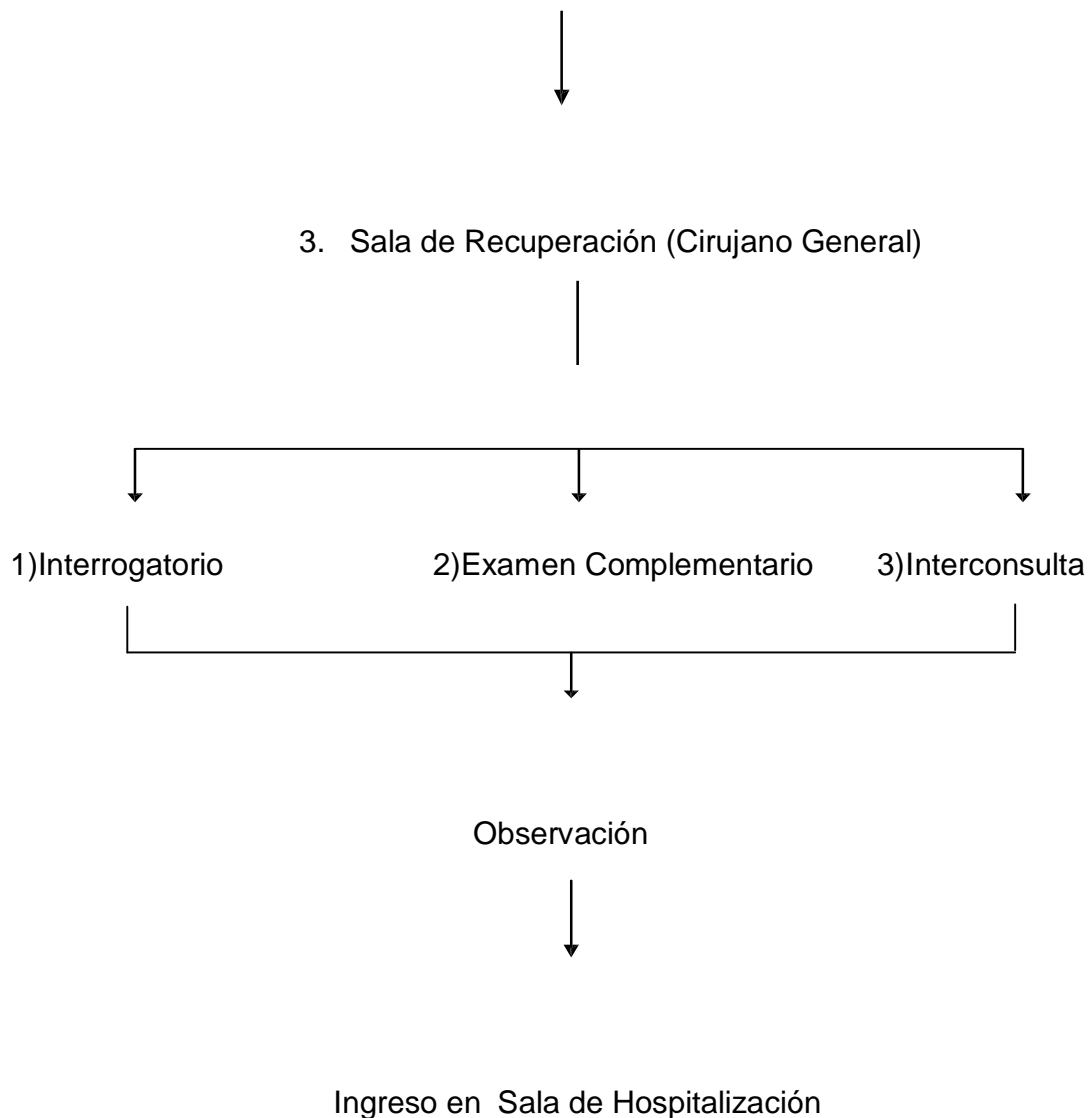 3. Sala de Recuperación (Cirujano General)
1)Interrogatorio 2)Examen Complementario 3)Interconsulta
Observación
Ingreso en Sala de Hospitalización